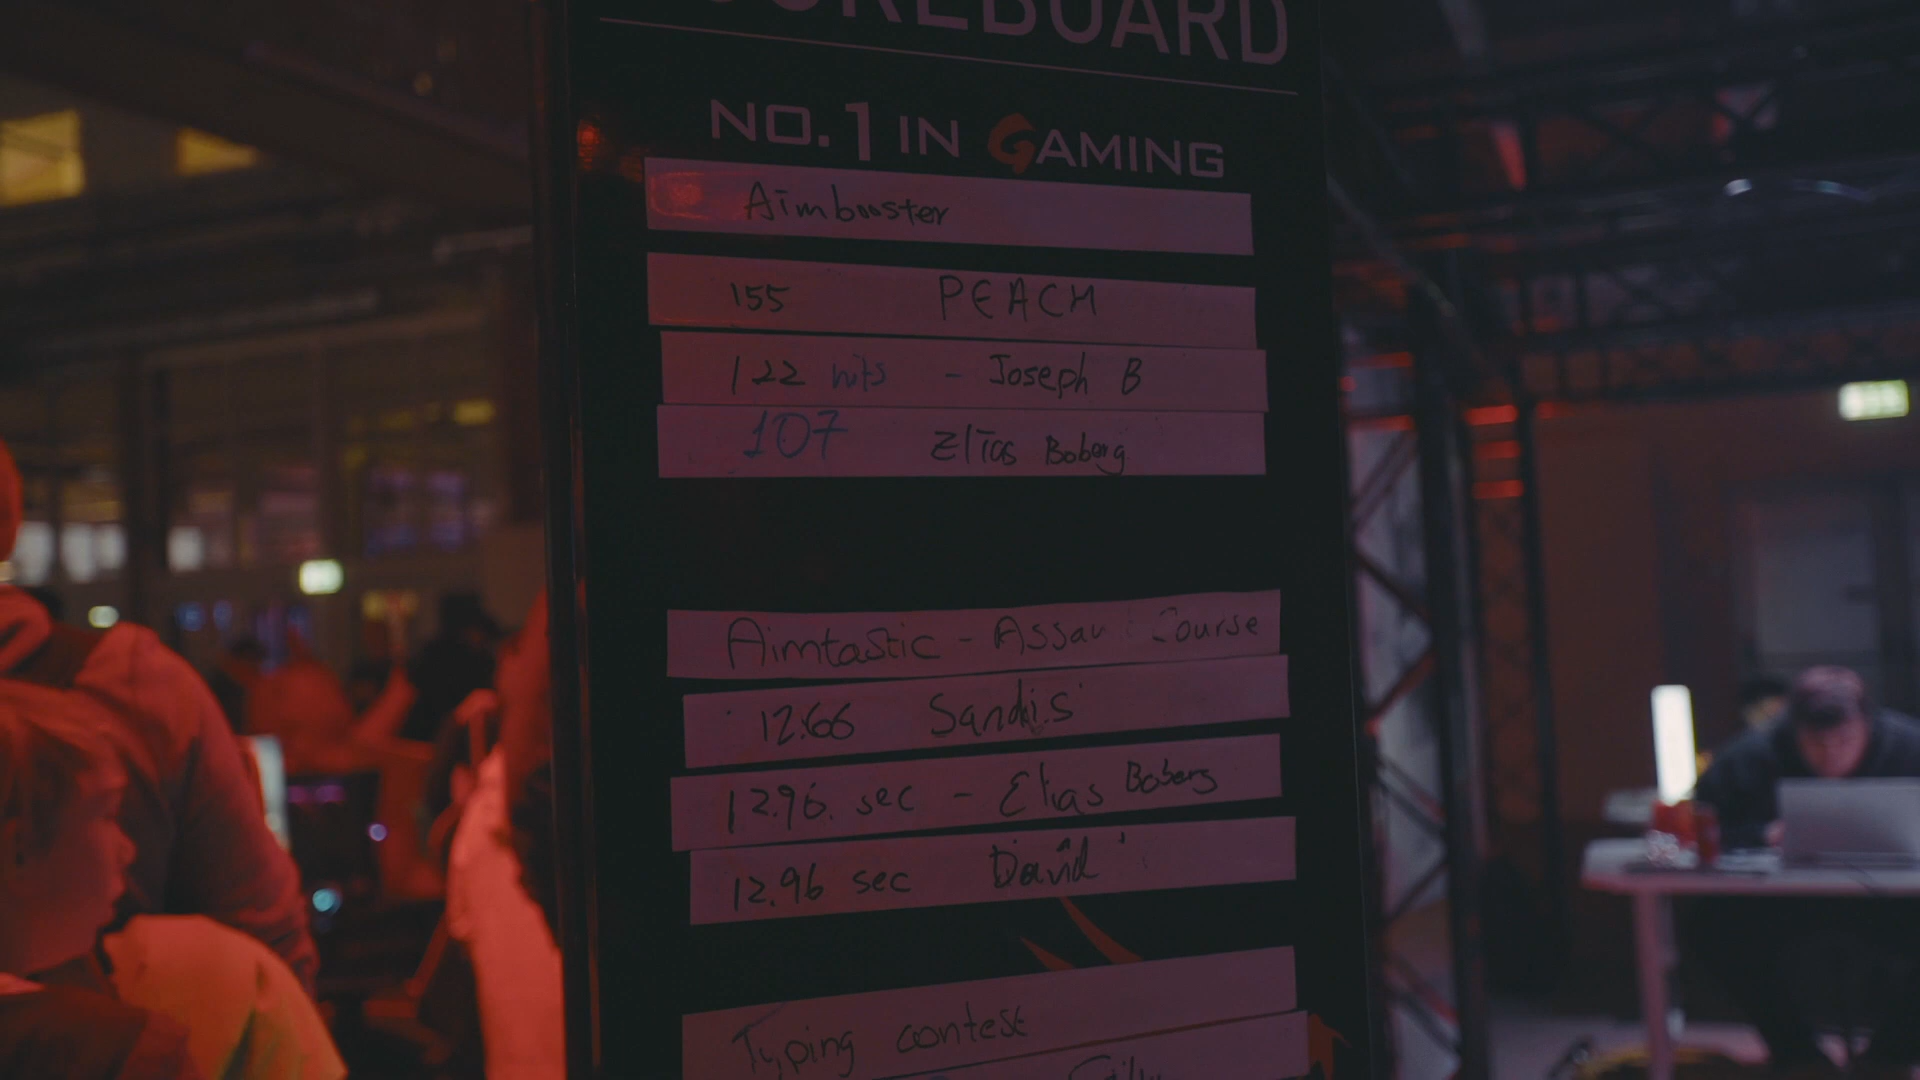 NO.1 IN GAMING
Aimbooster
155 PEACH
122 hits - Joseph B
107 Elias Boberg
Aimtastic - Course
12.66 Sandis
12.96. sec - Elias Boberg
12.96 sec - David
Typing contest